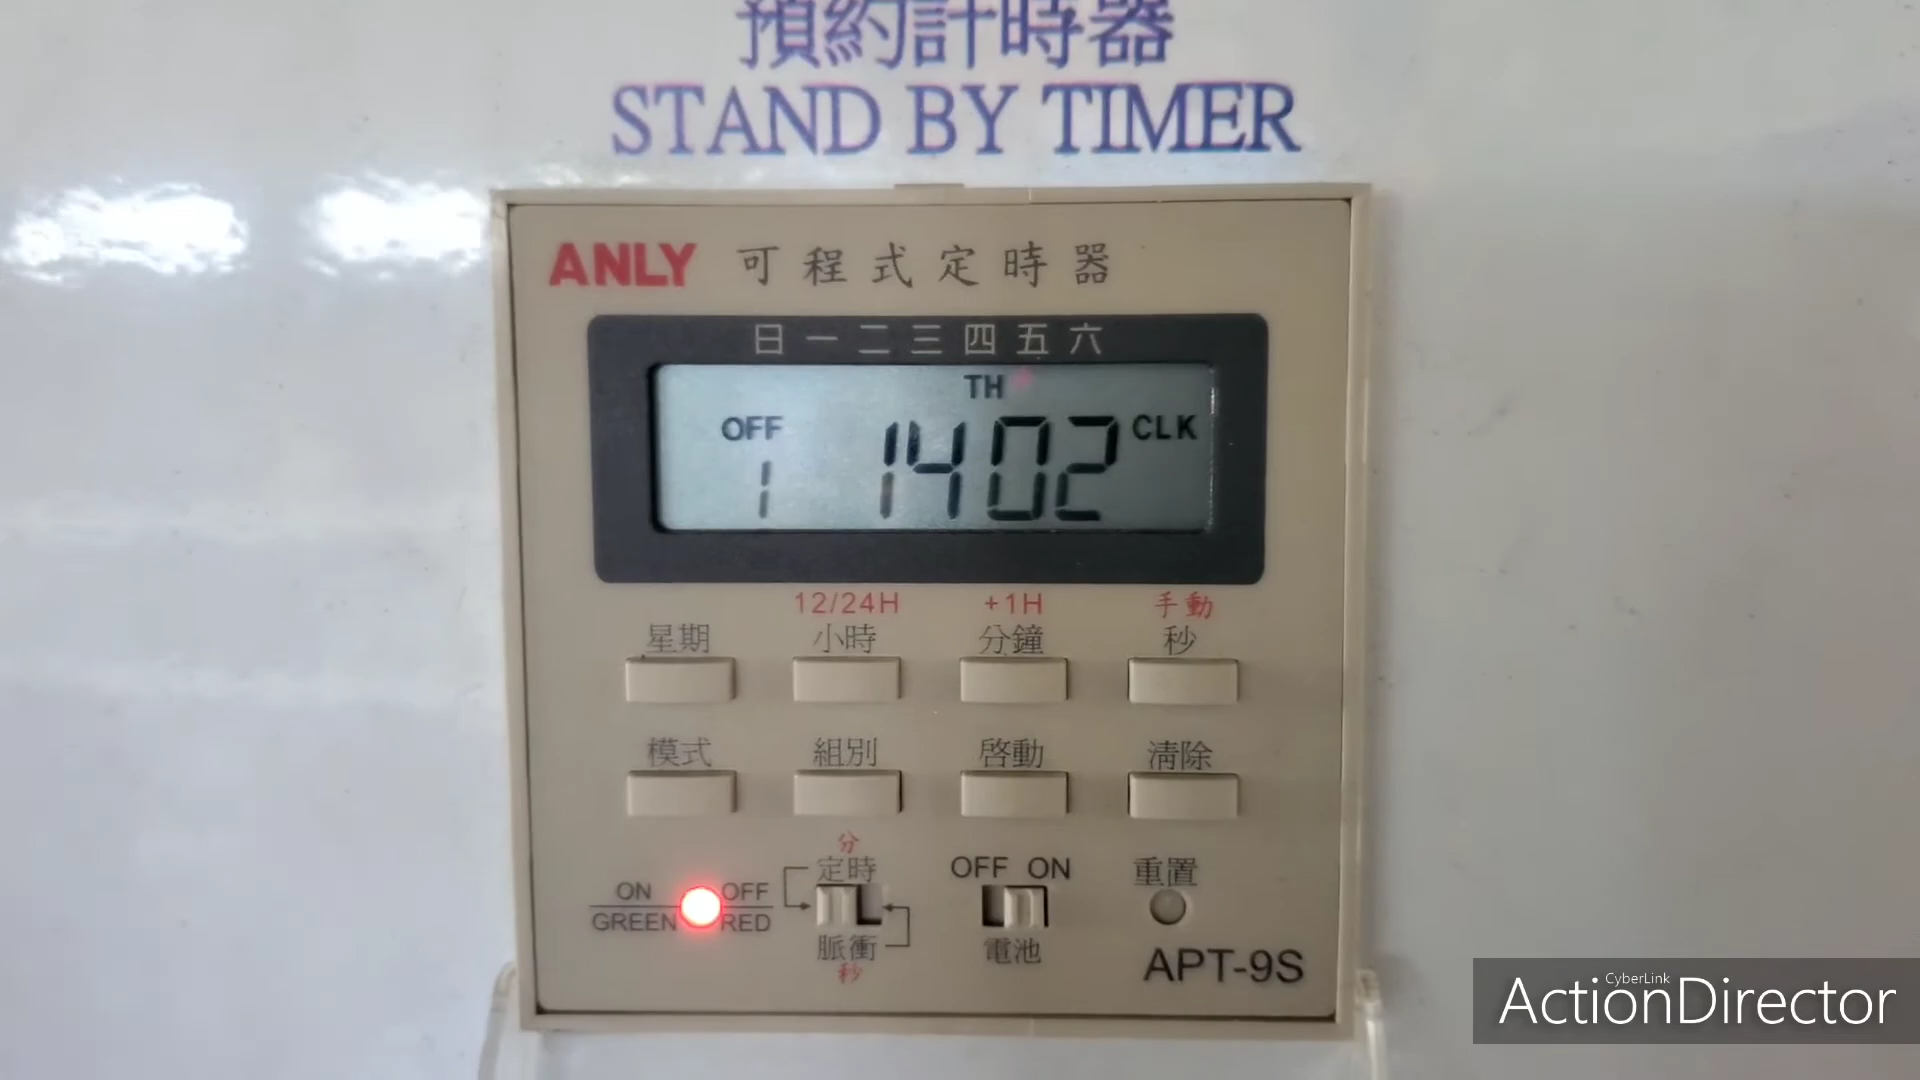 預約計時器
STAND BY TIMER
ANLY 可程式定時器
日 一 二 三 四 五 六
TH
OFF
CLK
1 1402
12/24H +1H 手動
星期 小時 分鐘 秒
模式 組別 啓動 清除
分
定時
OFF ON
重置
ON OFF
GREEN RED
脈衝
秒
電池
APT-9S
CyberLink
ActionDirector